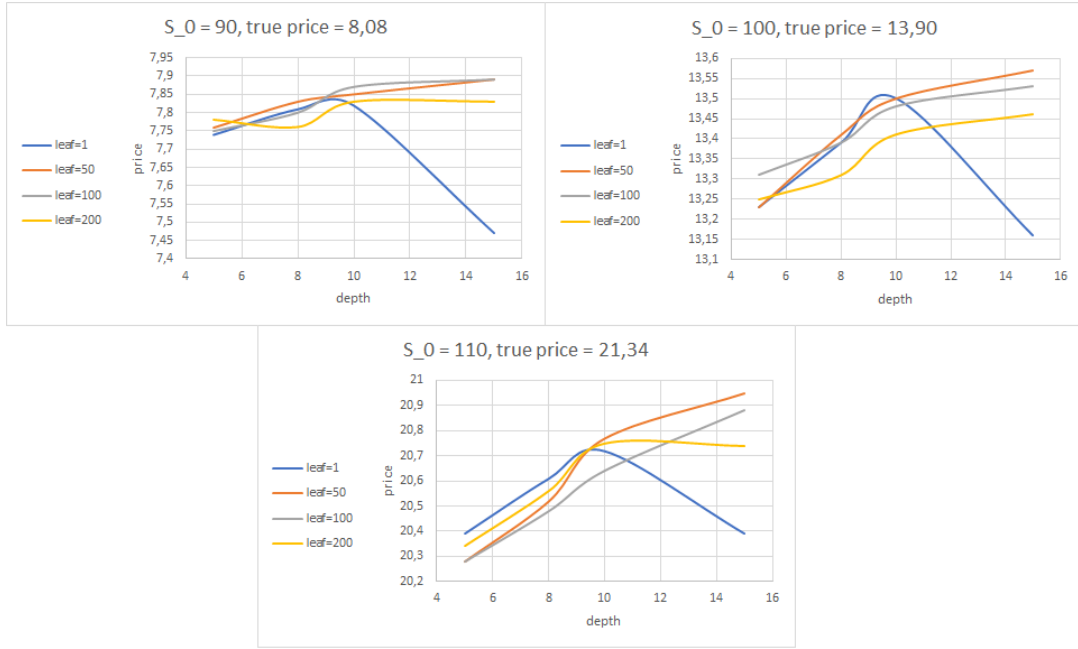 S_0 = 90, true price = 8,08
7,95
7,9
7,85
7,8
7,75
7,7
7,65
7,6
7,55
7,5
7,45
7,4
price
leaf=1
leaf=50
leaf=100
leaf=200
4 6 8 10 12 14 16
depth
S_0 = 100, true price = 13,90
13,6
13,55
13,5
13,45
13,4
13,35
13,3
13,25
13,2
13,15
13,1
price
leaf=1
leaf=50
leaf=100
leaf=200
4 6 8 10 12 14 16
depth
S_0 = 110, true price = 21,34
21
20,9
20,8
20,7
20,6
20,5
20,4
20,3
20,2
price
leaf=1
leaf=50
leaf=100
leaf=200
4 6 8 10 12 14 16
depth